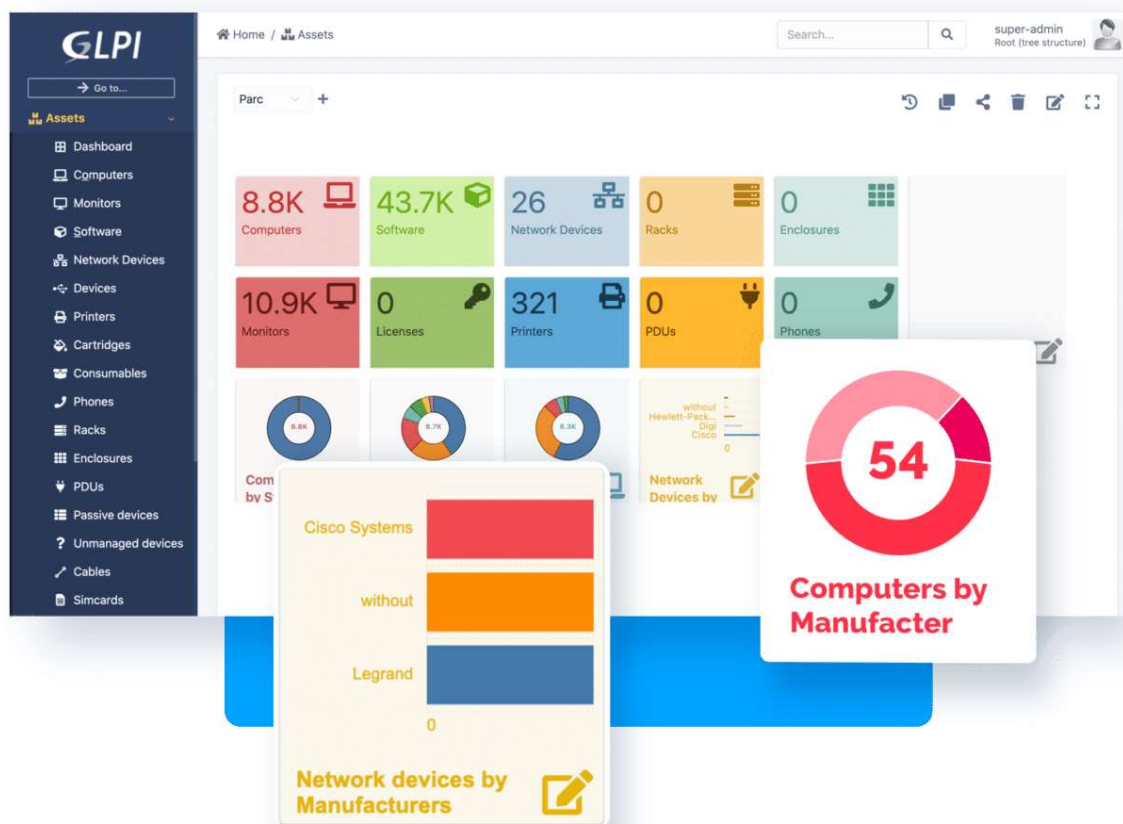 GLPI
Home / Assets
Search...
super-admin
Root (tree structure)
Go to...
Assets
Dashboard
Computers
Monitors
Software
Network Devices
Devices
Printers
Cartridges
Consumables
Phones
Racks
Enclosures
PDUs
Passive devices
Unmanaged devices
Cables
Simcards
Parc
8.8K
Computers
43.7K
Software
26
Network Devices
0
Racks
0
Enclosures
10.9K
Monitors
0
Licenses
321
Printers
0
PDUs
0
Phones
8.8K
8.7K
8.3K
without
Hewlett-Pack...
Digi
Cisco
0
Com
by S
Network
Devices by
Cisco Systems
without
Legrand
0
Network devices by
Manufacturers
54
Computers by
Manufacter